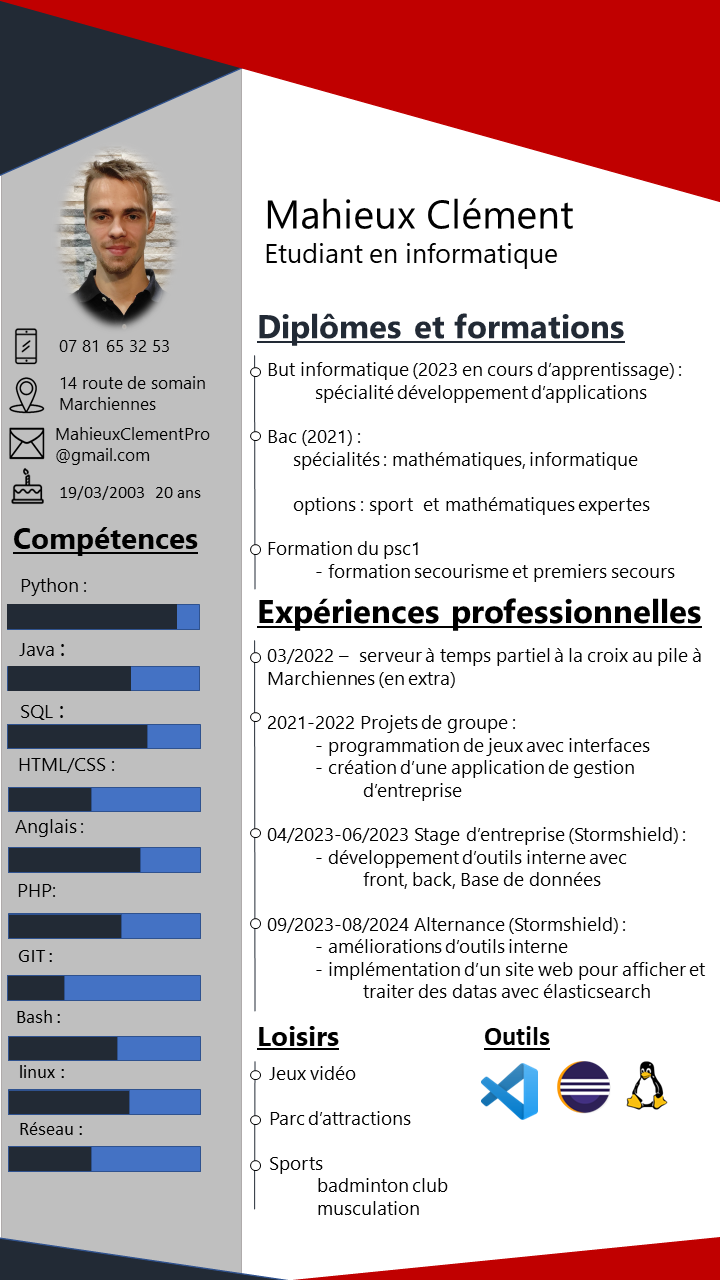 Mahieux Clément
Etudiant en informatique
07 81 65 32 53
14 route de somain
Marchiennes
MahieuxClementPro
@gmail.com
19/03/2003 20 ans
Compétences
Python :
Java :
SQL :
HTML/CSS :
Anglais :
PHP:
GIT :
Bash :
linux :
Réseau :
Diplômes et formations
But informatique (2023 en cours d'apprentissage) :
spécialité développement d'applications
Bac (2021) :
spécialités : mathématiques, informatique
options : sport et mathématiques expertes
Formation du psc1
- formation secourisme et premiers secours
Expériences professionnelles
03/2022 – serveur à temps partiel à la croix au pile à
Marchiennes (en extra)
2021-2022 Projets de groupe :
- programmation de jeux avec interfaces
- création d'une application de gestion
d'entreprise
04/2023-06/2023 Stage d'entreprise (Stormshield) :
- développement d'outils interne avec
front, back, Base de données
09/2023-08/2024 Alternance (Stormshield) :
- améliorations d'outils interne
- implémentation d'un site web pour afficher et
traiter des datas avec élasticsearch
Loisirs
Jeux vidéo
Parc d'attractions
Sports
badminton club
musculation
Outils